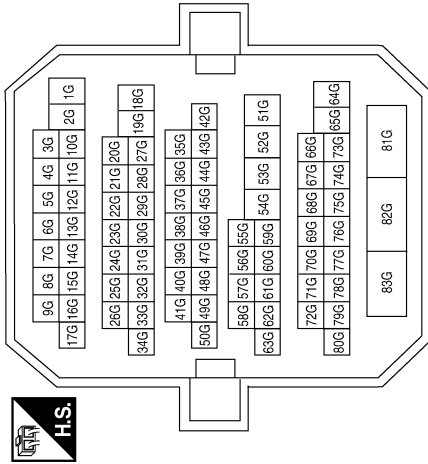 H.S.
9G 8G 7G 6G 5G 4G 3G
17G 16G 15G 14G 13G 12G 11G 10G 2G 1G
26G 25G 24G 23G 22G 21G 20G
34G 33G 32G 31G 30G 29G 28G 27G 19G 18G
41G 40G 39G 38G 37G 36G 35G
50G 49G 48G 47G 46G 45G 44G 43G 42G
58G 57G 56G 55G
63G 62G 61G 60G 59G 54G 53G 52G 51G
72G 71G 70G 69G 68G 67G 66G
80G 79G 78G 77G 76G 75G 74G 73G 65G 64G
83G 82G 81G